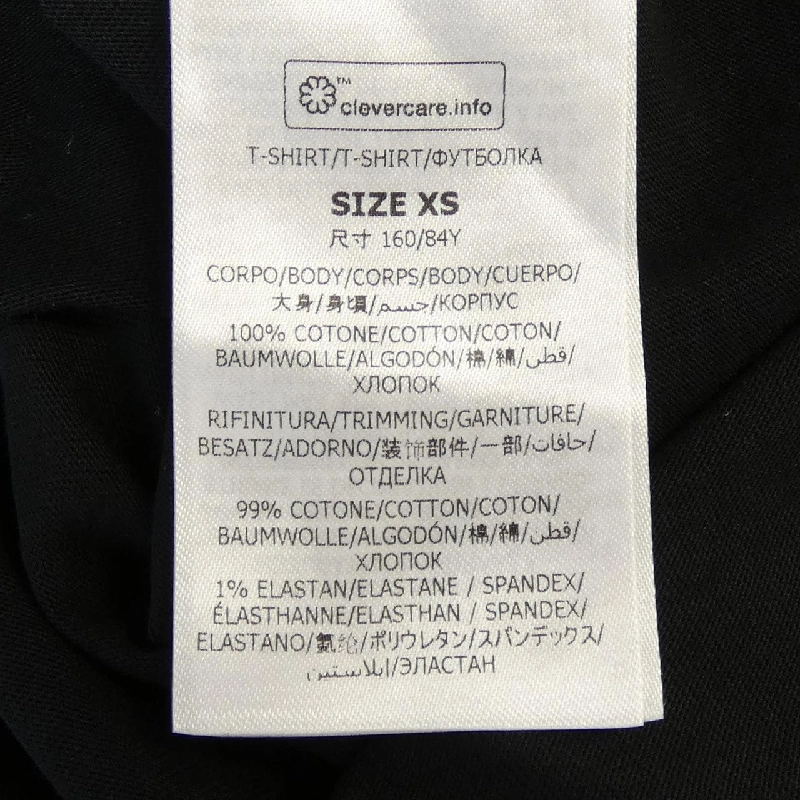 ™
clevercare.info
T-SHIRT/T-SHIRT/ФУТБОЛКА
SIZE XS
尺寸 160/84Y
CORPO/BODY/CORPS/BODY/CUERPO/
大身/身頃/جسم/КОРПУС
100% COTONE/COTTON/COTON/
BAUMWOLLE/ALGODÓN/棉/綿/قطن/
ХЛОПОК
RIFINITURA/TRIMMING/GARNITURE/
BESATZ/ADORNO/装饰部件/一部/حافات/
ОТДЕЛКА
99% COTONE/COTTON/COTON/
BAUMWOLLE/ALGODÓN/棉/綿/قطن/
ХЛОПОК
1% ELASTAN/ELASTANE / SPANDEX/
ÉLASTHANNE/ELASTHAN / SPANDEX/
ELASTANO/氨纶/ポリウレタン/スパンデックス/
إيلاستين/ЭЛАСТАН